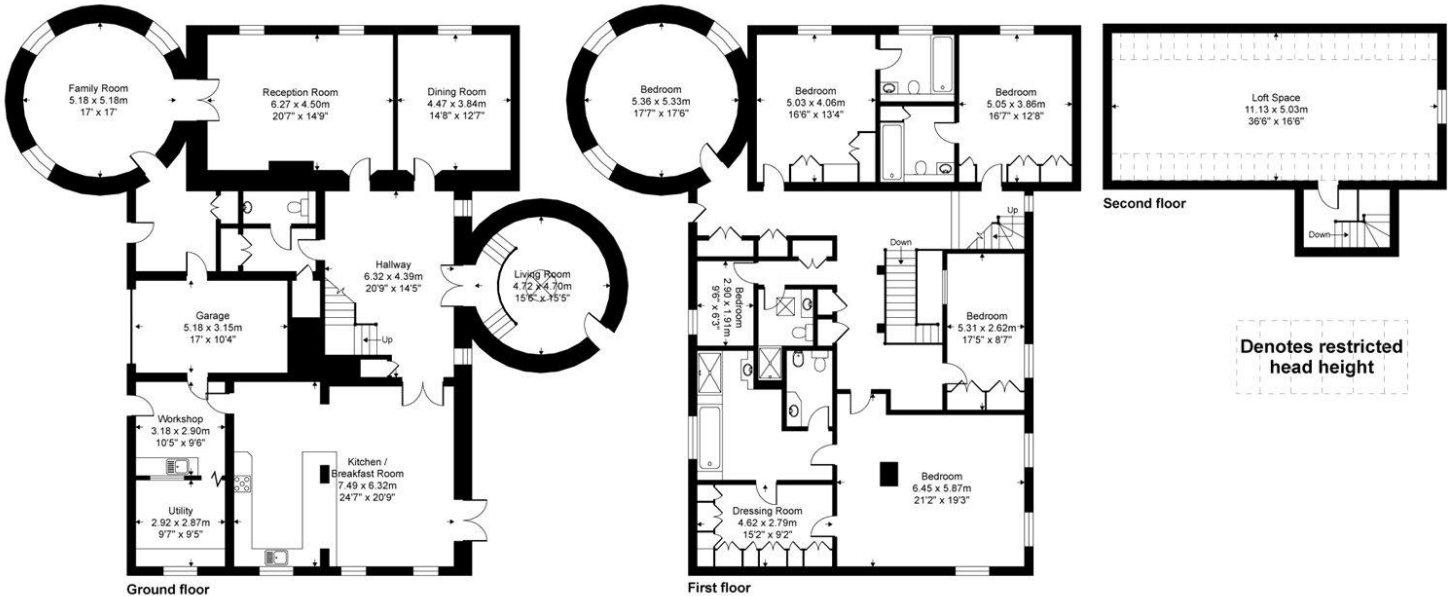 Family Room
5.18 x 5.18m
17' x 17'
Reception Room
6.27 x 4.50m
20'7" x 14'9"
Dining Room
4.47 x 3.84m
14'8" x 12'7"
Hallway
6.32 x 4.39m
20'9" x 14'5"
Living Room
4.72 x 4.70m
15'6" x 15'5"
Garage
5.18 x 3.15m
17' x 10'4"
Up
Workshop
3.18 x 2.90m
10'5" x 9'6"
Kitchen /
Breakfast Room
7.49 x 6.32m
24'7" x 20'9"
Utility
2.92 x 2.87m
9'7" x 9'5"
Ground floor
Bedroom
5.36 x 5.33m
17'7" x 17'6"
Bedroom
5.03 x 4.06m
16'6" x 13'4"
Bedroom
5.05 x 3.86m
16'7" x 12'8"
Up
Down
Bedroom
2.90 x 1.91m
9'6" x 6'3"
Bedroom
5.31 x 2.62m
17'5" x 8'7"
Bedroom
6.45 x 5.87m
21'2" x 19'3"
Dressing Room
4.62 x 2.79m
15'2" x 9'2"
First floor
Loft Space
11.13 x 5.03m
36'6" x 16'6"
Second floor
Down
Denotes restricted
head height